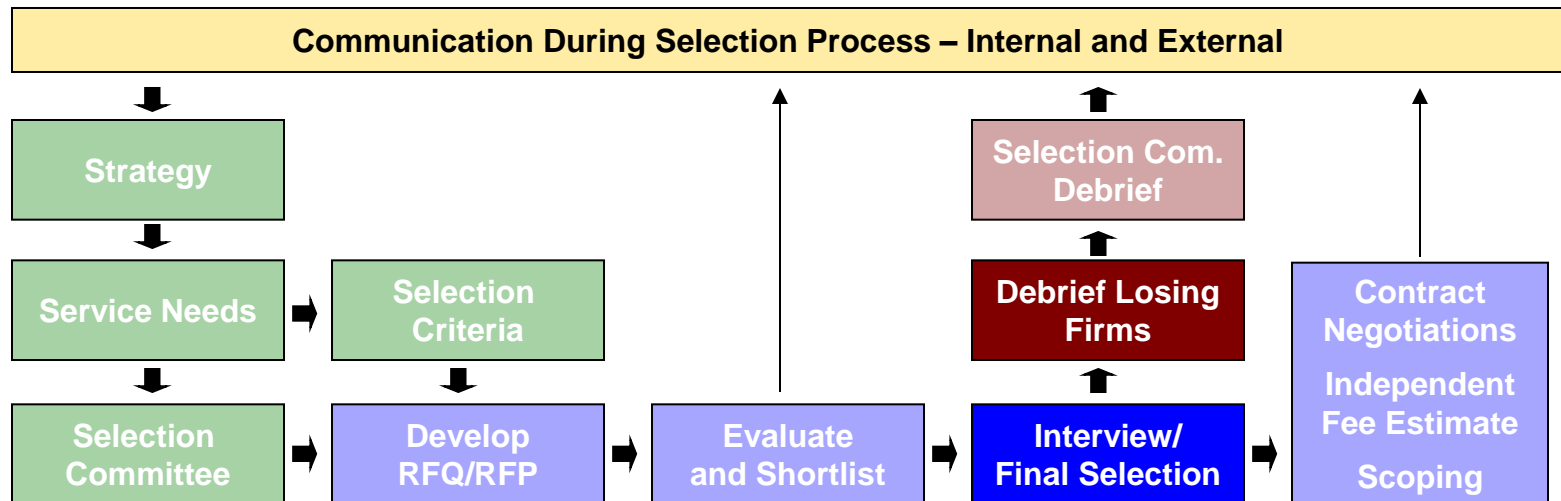 Communication During Selection Process – Internal and External
Strategy
Selection Com.
Debrief
Service Needs
Selection
Criteria
Debrief Losing
Firms
Contract
Negotiations
Independent
Fee Estimate
Scoping
Selection
Committee
Develop
RFQ/RFP
Evaluate
and Shortlist
Interview/
Final Selection